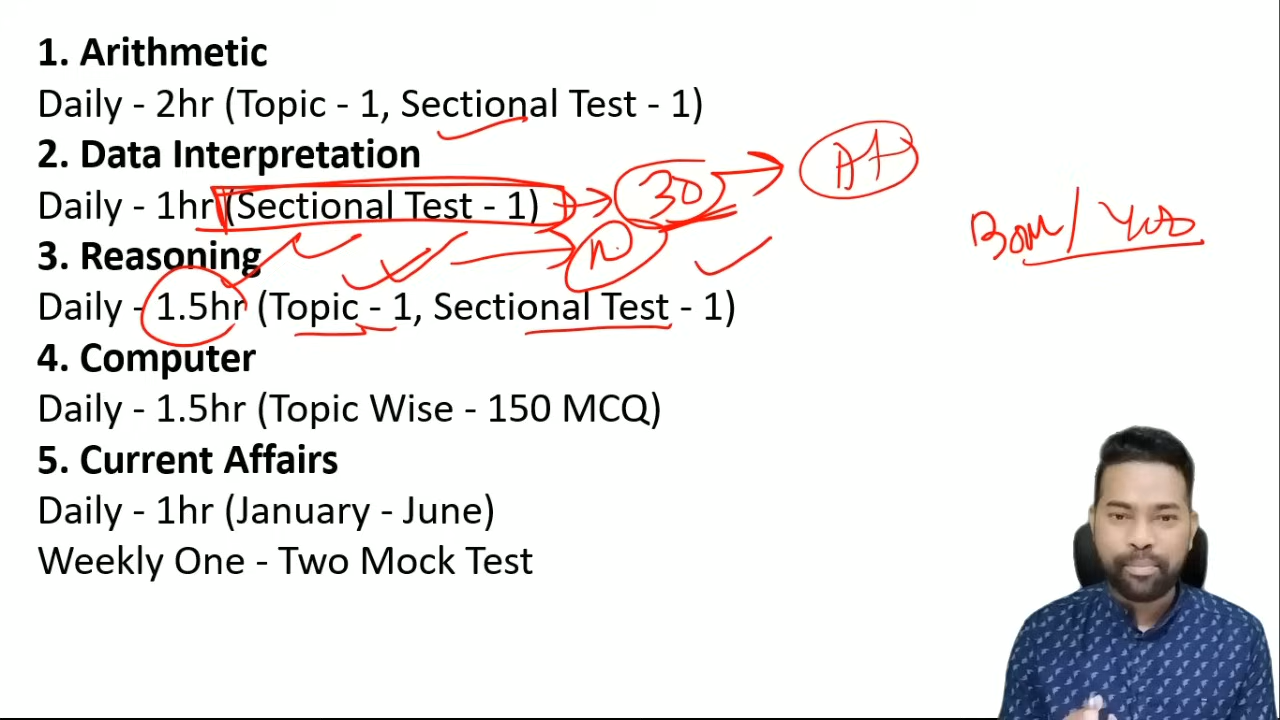 1. Arithmetic
Daily - 2hr (Topic - 1, Sectional Test - 1)
2. Data Interpretation
Daily - 1hr (Sectional Test - 1)
30
3. Reasoning
Daily - 1.5hr (Topic - 1, Sectional Test - 1)
4. Computer
Daily - 1.5hr (Topic Wise - 150 MCQ)
5. Current Affairs
Daily - 1hr (January - June)
Weekly One - Two Mock Test